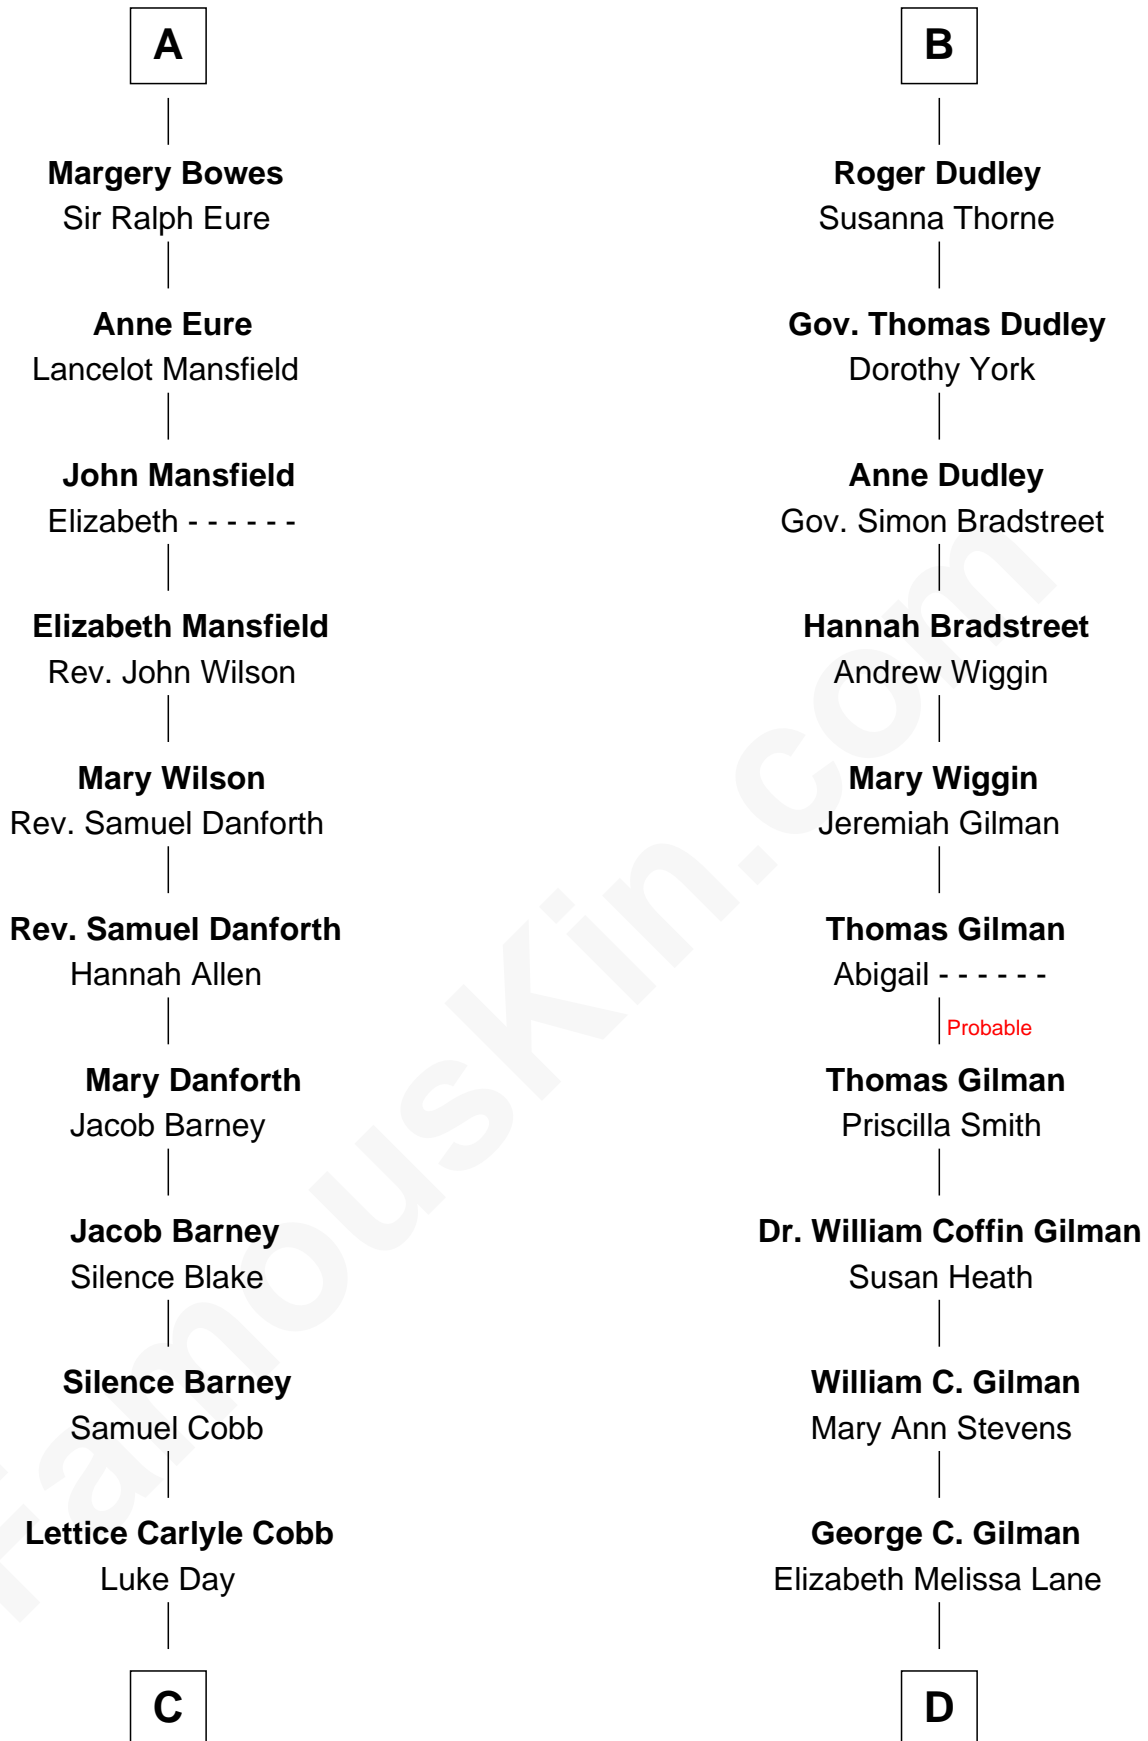 A
Margery Bowes
Sir Ralph Eure
Anne Eure
Lancelot Mansfield
John Mansfield
Elizabeth - - - - - -
Elizabeth Mansfield
Rev. John Wilson
Mary Wilson
Rev. Samuel Danforth
Rev. Samuel Danforth
Hannah Allen
Mary Danforth
Jacob Barney
Jacob Barney
Silence Blake
Silence Barney
Samuel Cobb
Lettice Carlyle Cobb
Luke Day
C
B
Roger Dudley
Susanna Thorne
Gov. Thomas Dudley
Dorothy York
Anne Dudley
Gov. Simon Bradstreet
Hannah Bradstreet
Andrew Wiggin
Mary Wiggin
Jeremiah Gilman
Thomas Gilman
Abigail - - - - - -
Probable
Thomas Gilman
Priscilla Smith
Dr. William Coffin Gilman
Susan Heath
William C. Gilman
Mary Ann Stevens
George C. Gilman
Elizabeth Melissa Lane
D
FamousKin.com